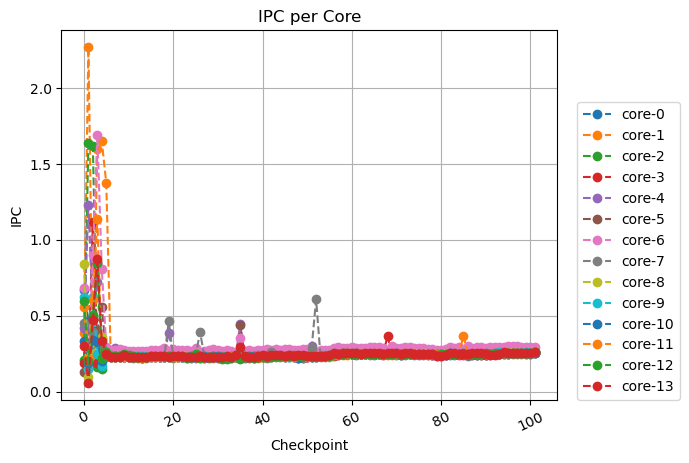 IPC per Core
IPC
2.0
1.5
1.0
0.5
0.0
0
20
40
60
80
100
Checkpoint
core-0
core-1
core-2
core-3
core-4
core-5
core-6
core-7
core-8
core-9
core-10
core-11
core-12
core-13